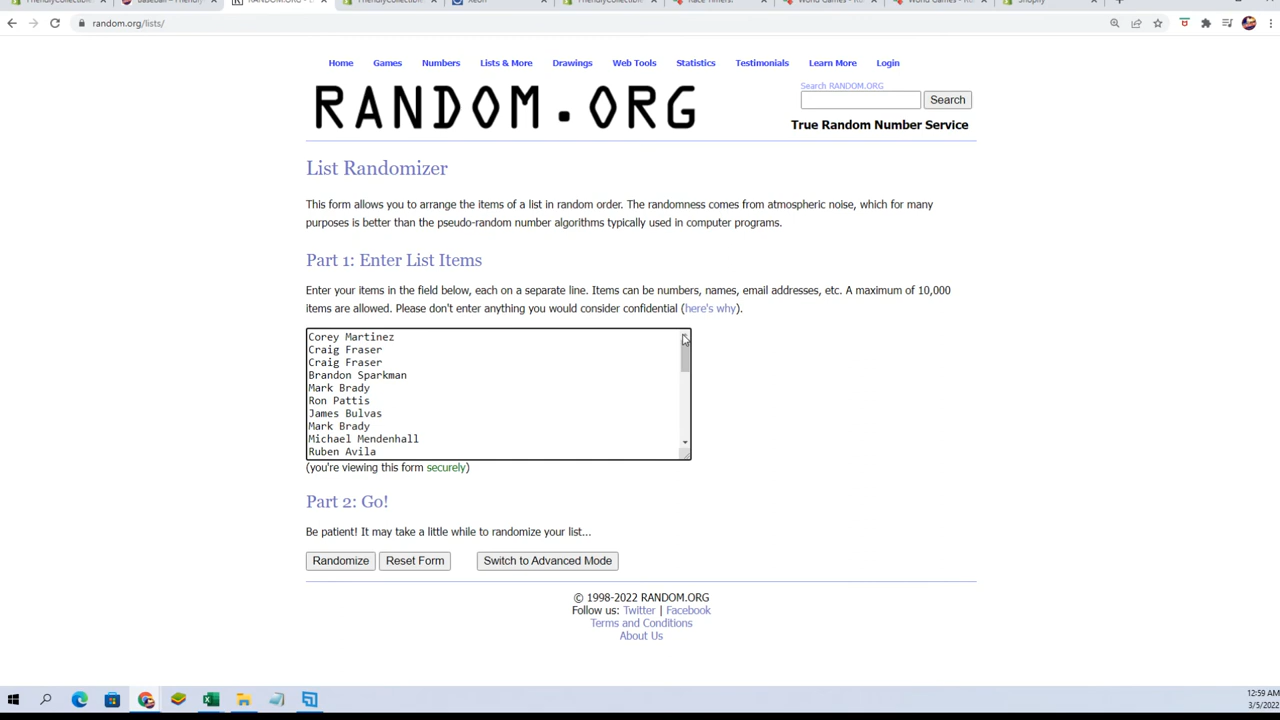 random.org/lists/
Home Games Numbers Lists & More Drawings Web Tools Statistics Testimonials Learn More Login
RANDOM.ORG
Search RANDOM.ORG
Search
True Random Number Service
List Randomizer
This form allows you to arrange the items of a list in random order. The randomness comes from atmospheric noise, which for many
purposes is better than the pseudo-random number algorithms typically used in computer programs.
Part 1: Enter List Items
Enter your items in the field below, each on a separate line. Items can be numbers, names, email addresses, etc. A maximum of 10,000
items are allowed. Please don't enter anything you would consider confidential (here's why).
Corey Martinez
Craig Fraser
Craig Fraser
Brandon Sparkman
Mark Brady
Ron Pattis
James Bulvas
Mark Brady
Michael Mendenhall
Ruben Avila
(you're viewing this form securely)
Part 2: Go!
Be patient! It may take a little while to randomize your list...
Randomize Reset Form Switch to Advanced Mode
© 1998-2022 RANDOM.ORG
Follow us: Twitter | Facebook
Terms and Conditions
About Us
12:59 AM
3/5/2022